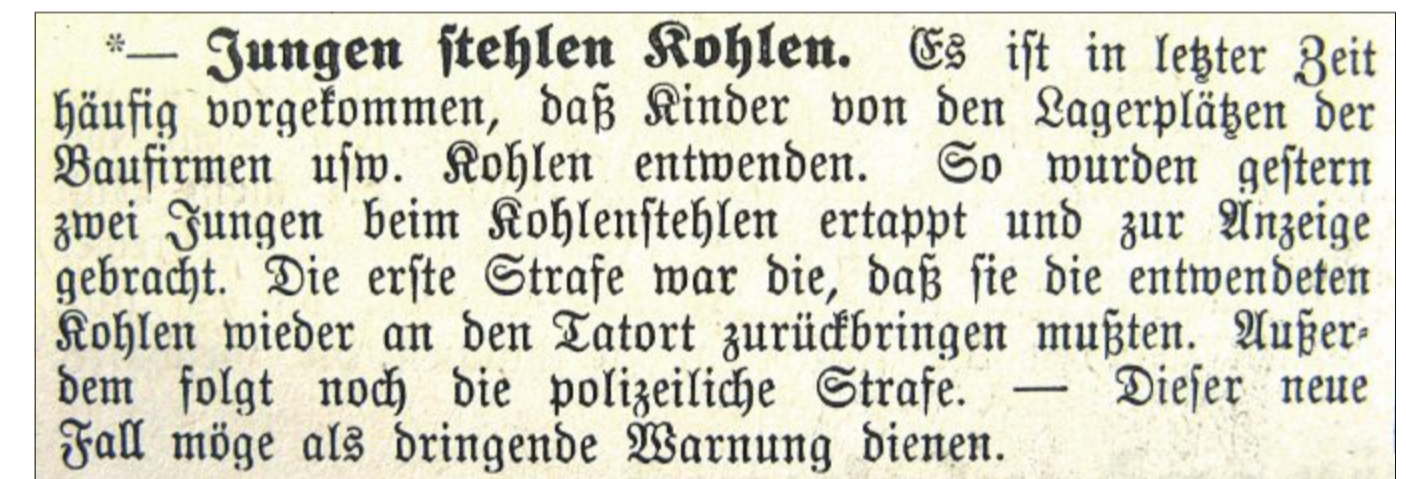 *— Jungen stehlen Kohlen. Es ist in letzter Zeit
häufig vorgekommen, daß Kinder von den Lagerplätzen der
Baufirmen usw. Kohlen entwenden. So wurden gestern
zwei Jungen beim Kohlenstehlen ertappt und zur Anzeige
gebracht. Die erste Strafe war die, daß sie die entwendeten
Kohlen wieder an den Tatort zurückbringen mußten. Außer-
dem folgt noch die polizeiliche Strafe. — Dieser neue
Fall möge als dringende Warnung dienen.